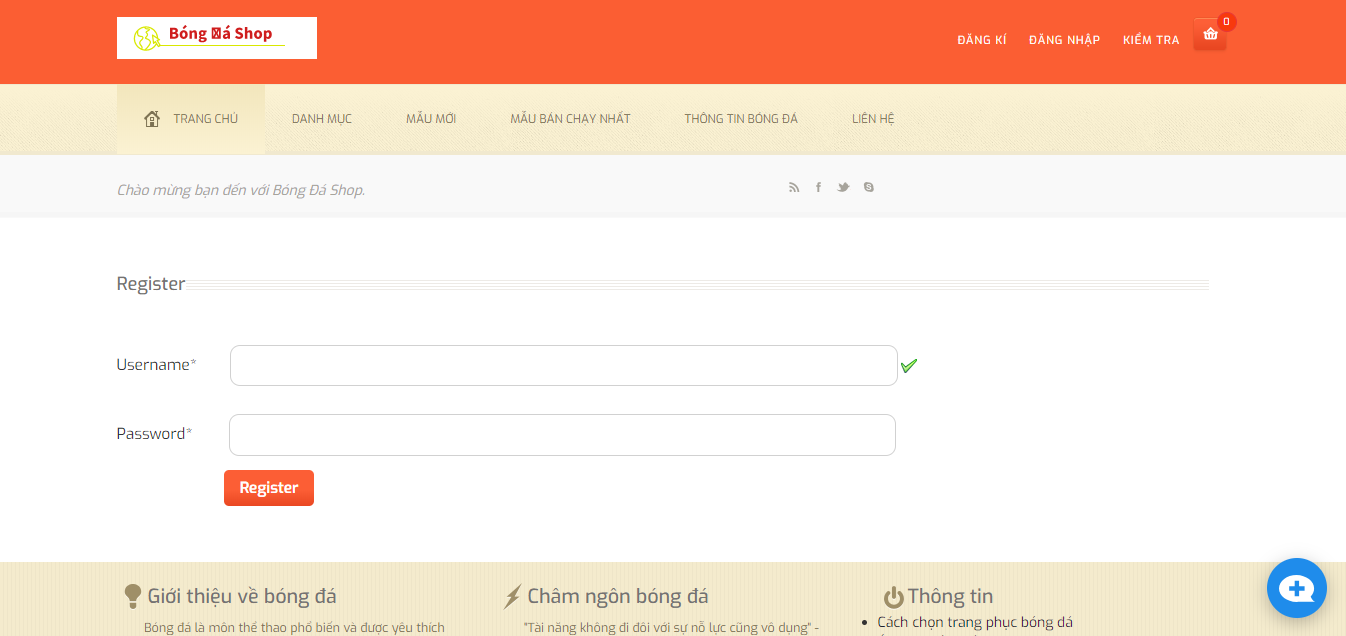 Bóng á Shop
ĐĂNG KÍ ĐĂNG NHẬP KIỂM TRA 0
TRANG CHỦ DANH MỤC MẪU MỚI MẪU BÁN CHẠY NHẤT THÔNG TIN BÓNG ĐÁ LIÊN HỆ
Chào mừng bạn đến với Bóng Đá Shop.
Register
Username*
Password*
Register
Giới thiệu về bóng đá
Châm ngôn bóng đá
Thông tin
Bóng đá là môn thể thao phổ biến và được yêu thích
"Tài năng không đi đôi với sự nỗ lực cũng vô dụng" -
Cách chọn trang phục bóng đá